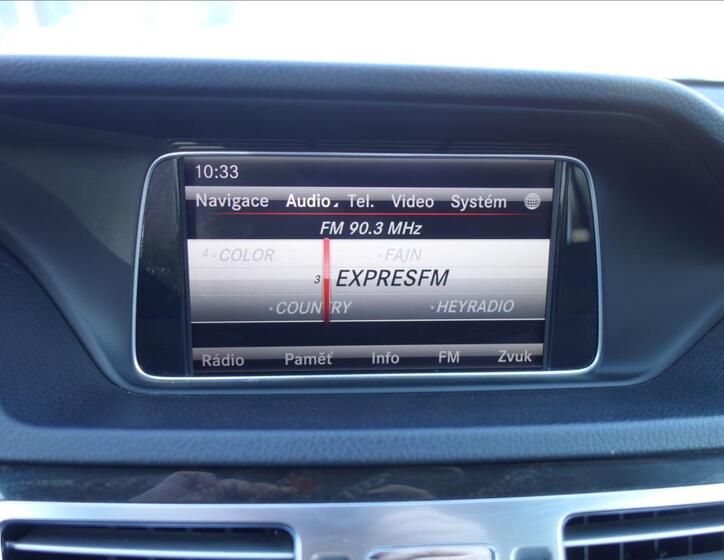 10:33
Navigace Audio Tel. Video Systém
FM 90.3 MHz
4 · COLOR · FAJN
3 EXPRESFM
· COUNTRY · HEYRADIO
Rádio Paměť Info FM Zvuk